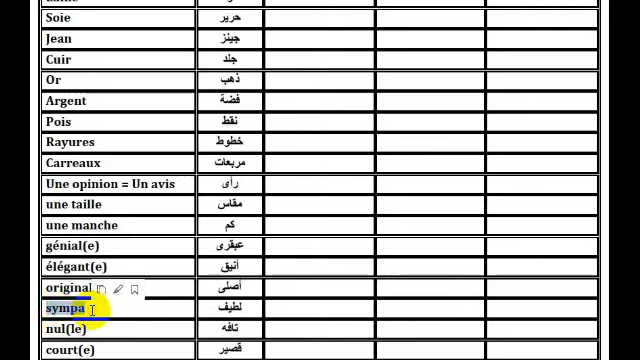 Soie حرير
Jean جينز
Cuir جلد
Or ذهب
Argent فضة
Pois نقط
Rayures خطوط
Carreaux مربعات
Une opinion = Un avis رأى
une taille مقاس
une manche كم
génial(e) عبقرى
élégant(e) أنيق
original أصلى
sympa لطيف
nul(le) تافه
court(e) قصير